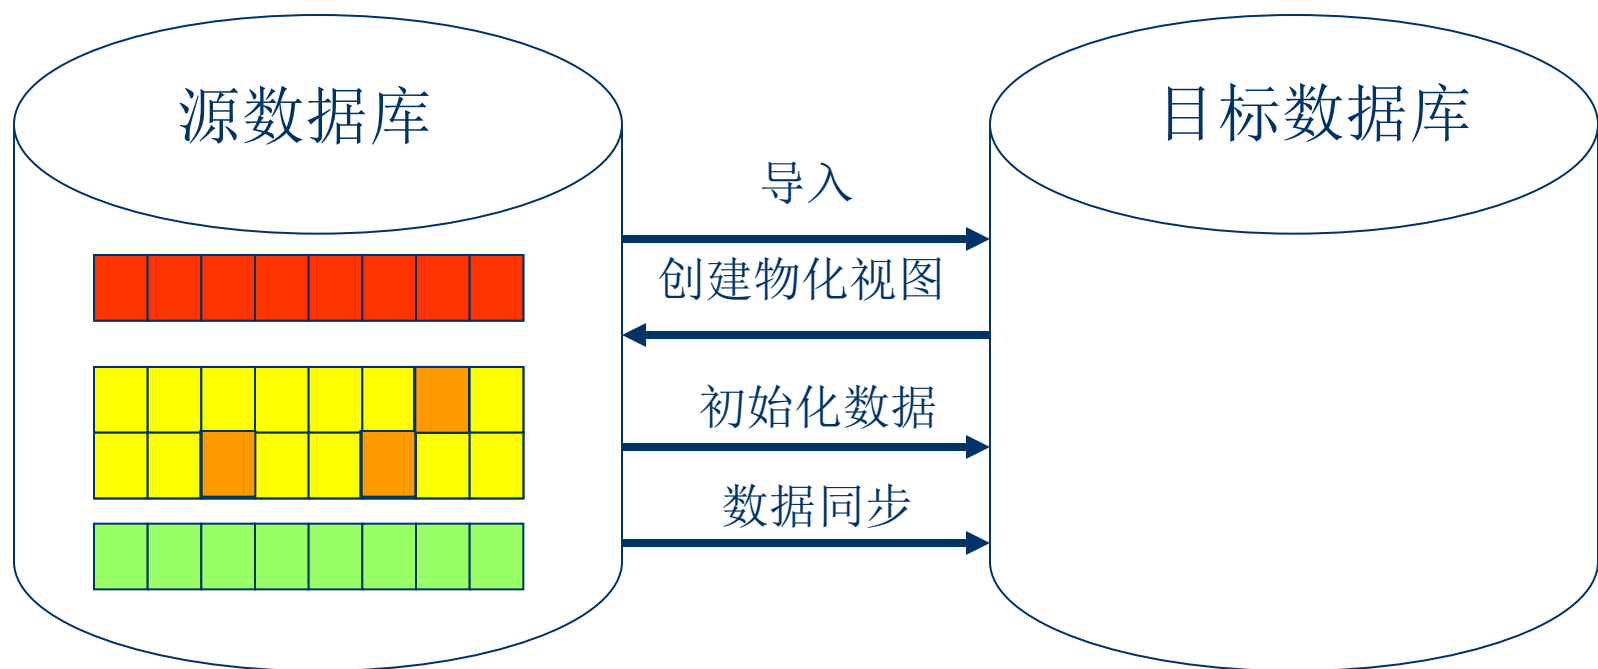 源数据库
目标数据库
导入
创建物化视图
初始化数据
数据同步